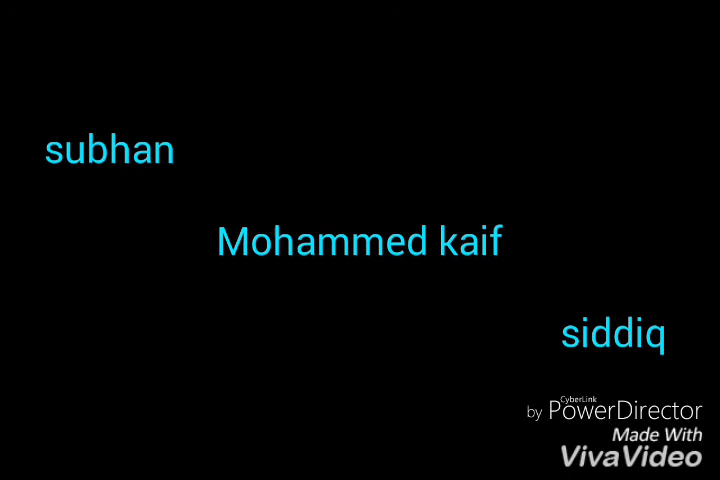 subhan
Mohammed kaif
siddiq
CyberLink
by PowerDirector
Made With
VivaVideo